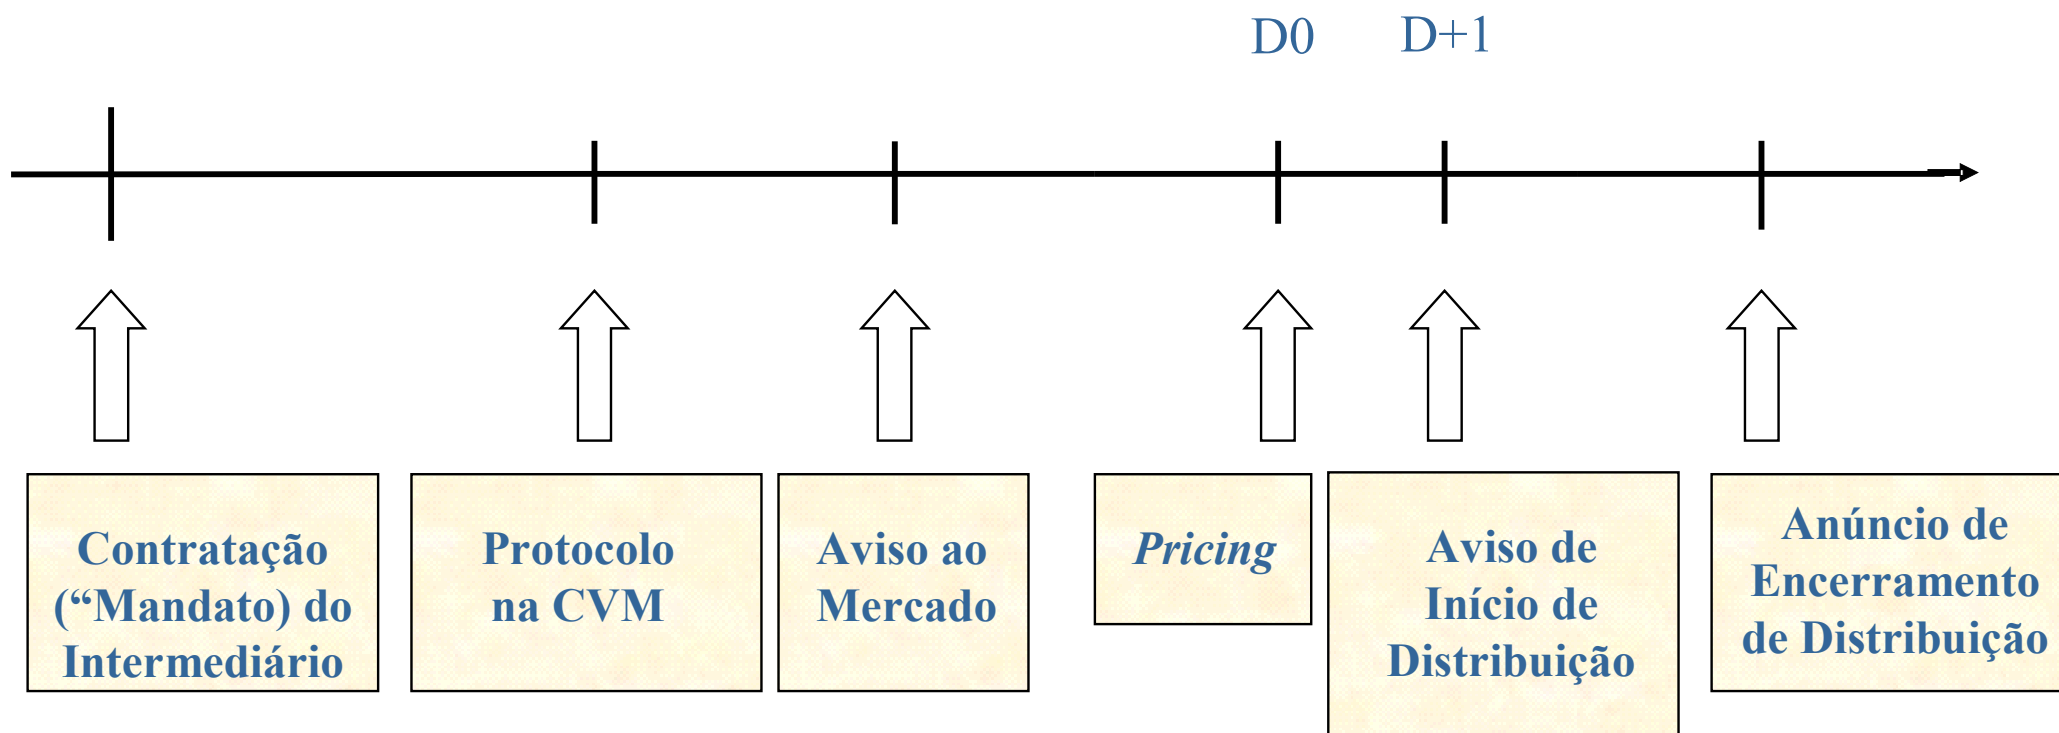 D0
D+1
Contratação
(“Mandato) do
Intermediário
Protocolo
na CVM
Aviso ao
Mercado
Pricing
Aviso de
Início de
Distribuição
Anúncio de
Encerramento
de Distribuição